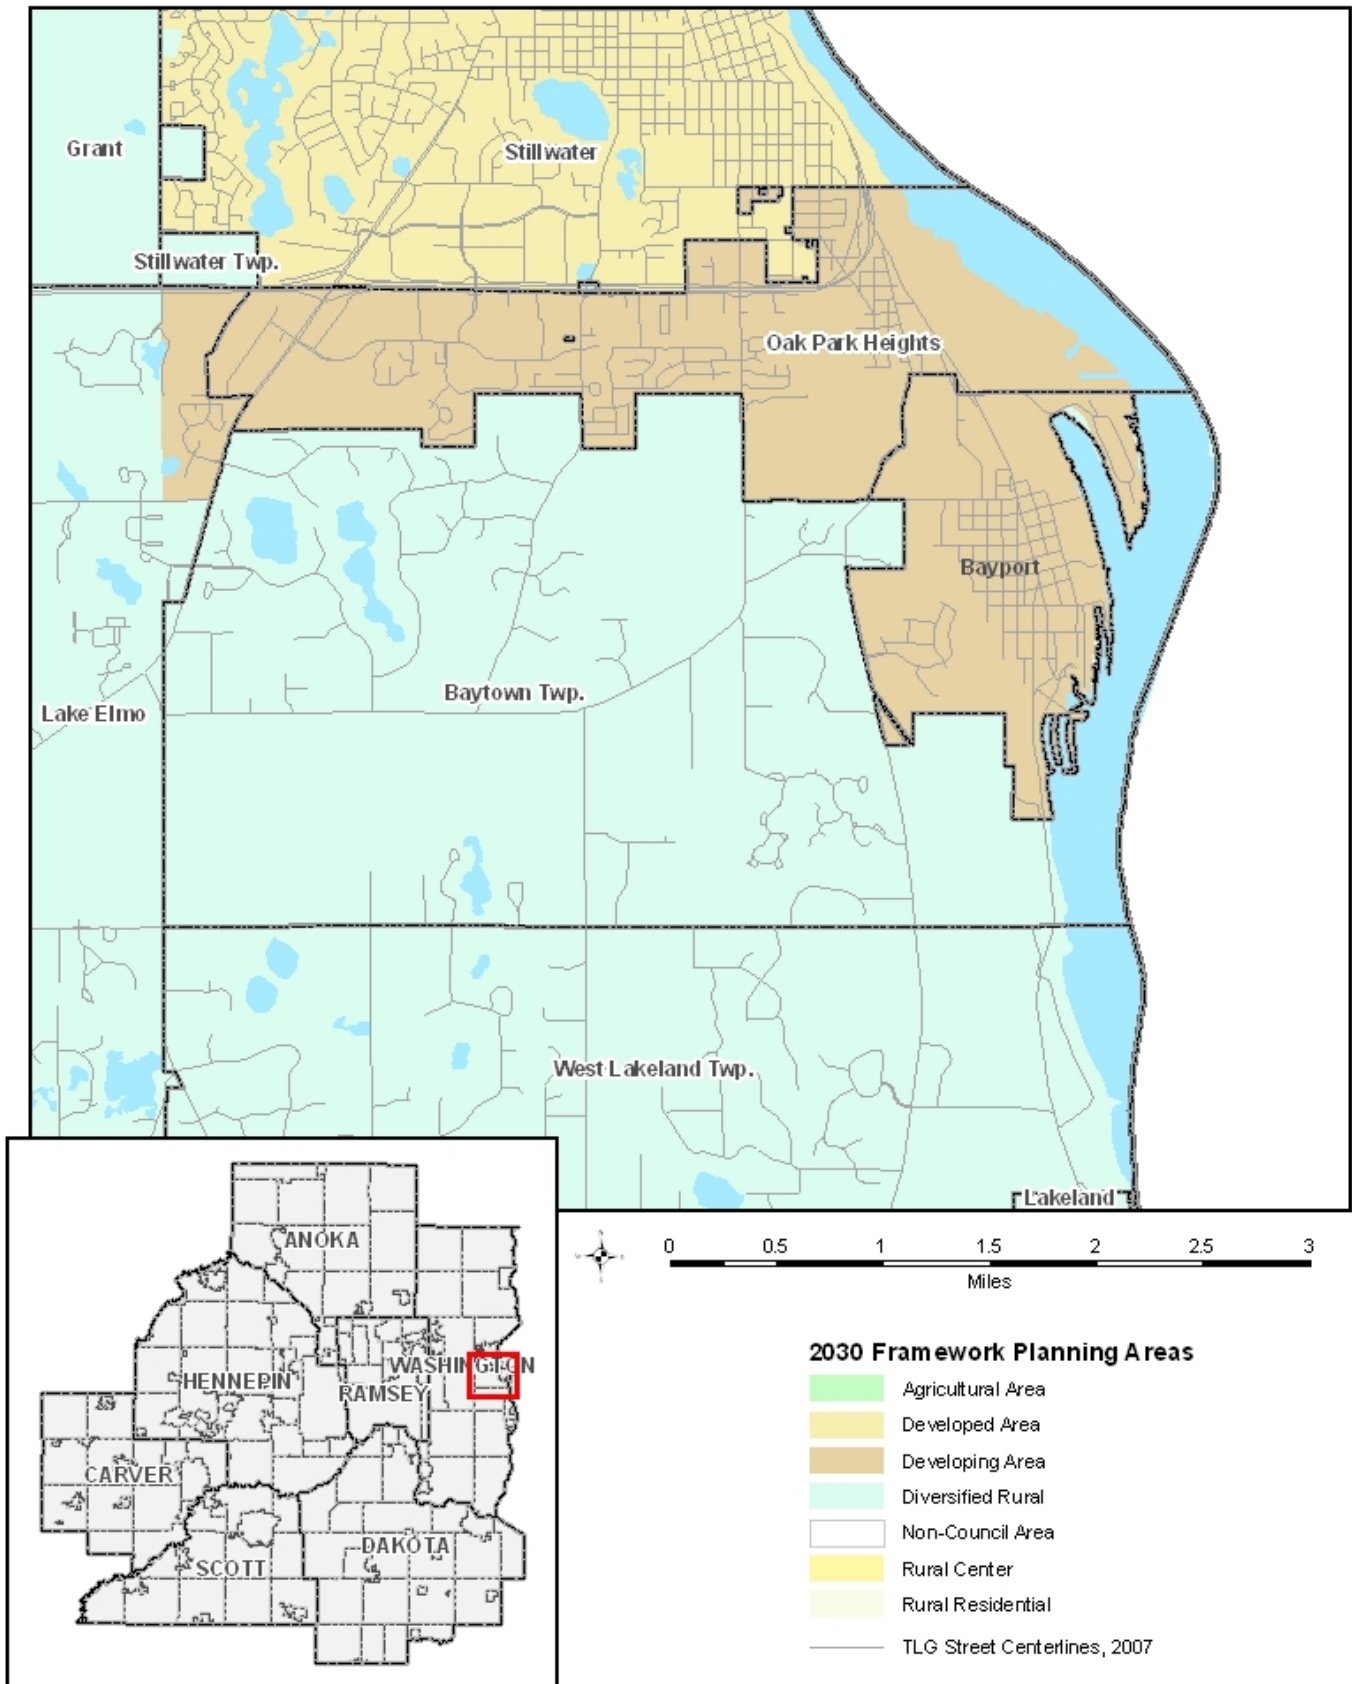 Grant
Stillwater
Stillwater Twp.
Oak Park Heights
Bayport
Baytown Twp.
Lake Elmo
West Lakeland Twp.
Lakeland
ANOKA
WASHINGTON
HENNEPIN
RAMSEY
CARVER
SCOTT
DAKOTA
0 0.5 1 1.5 2 2.5 3
Miles
2030 Framework Planning Areas
Agricultural Area
Developed Area
Developing Area
Diversified Rural
Non-Council Area
Rural Center
Rural Residential
TLG Street Centerlines, 2007